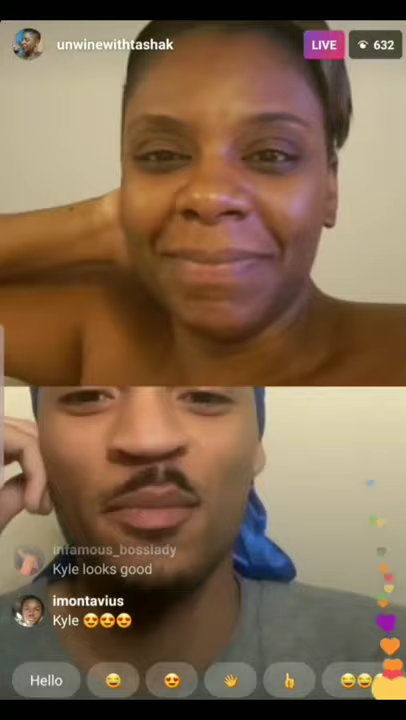 unwinewithtashak
LIVE
632
infamous_bosslady
Kyle looks good
imontavius
Kyle 😍😍😍
Hello